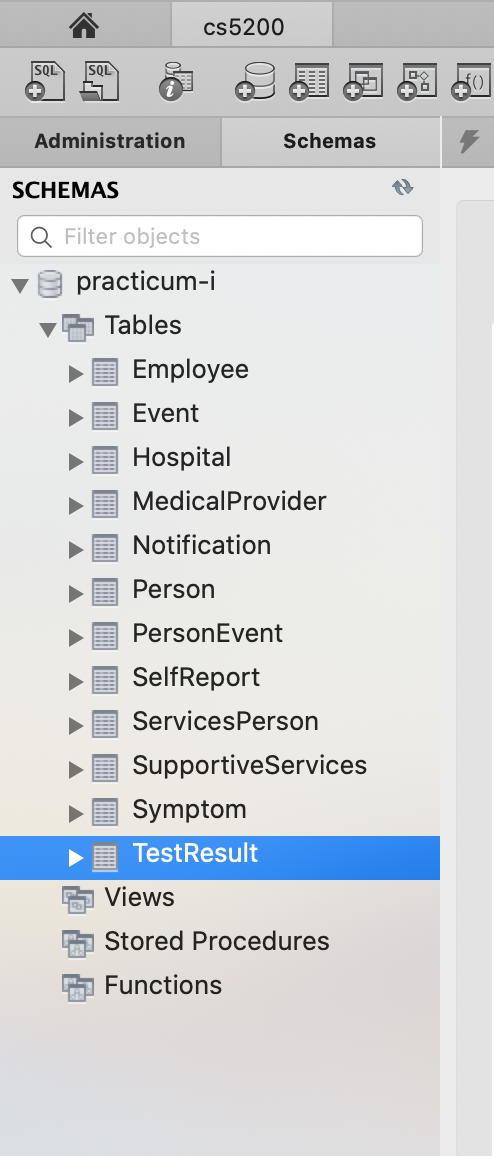 cs5200
SQL SQL f()
Administration Schemas
SCHEMAS
Filter objects
practicum-i
Tables
Employee
Event
Hospital
MedicalProvider
Notification
Person
PersonEvent
SelfReport
ServicesPerson
SupportiveServices
Symptom
TestResult
Views
Stored Procedures
Functions